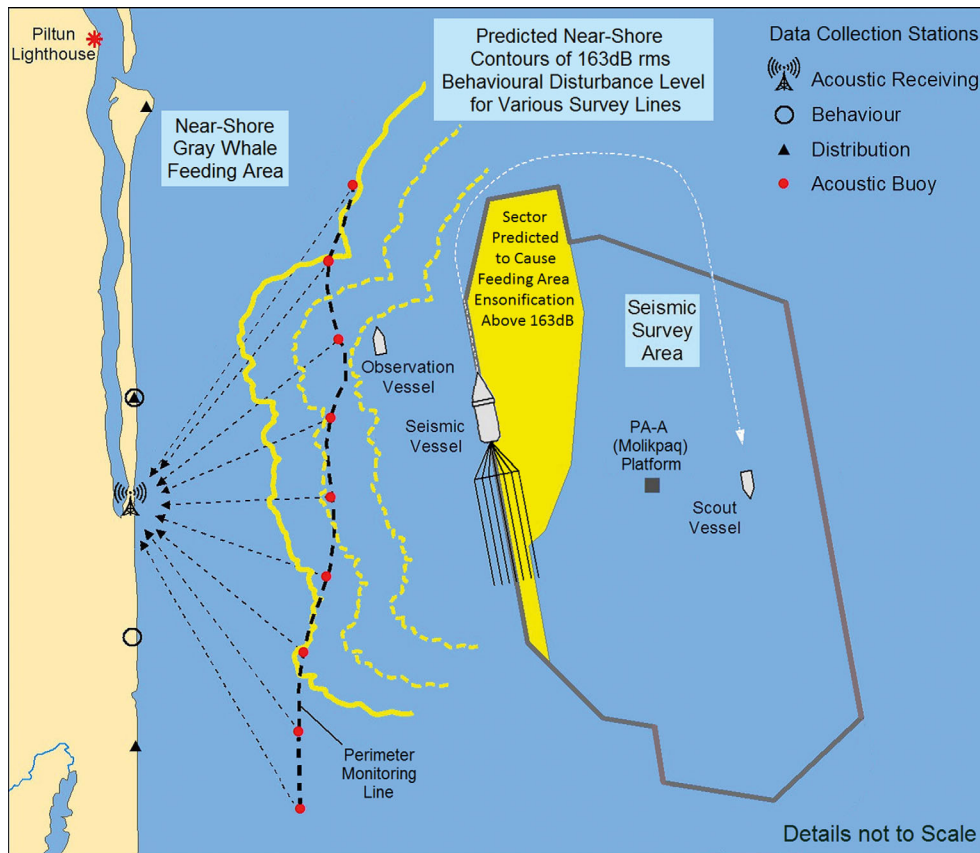 Piltun
Lighthouse
Near-Shore
Gray Whale
Feeding Area
Predicted Near-Shore
Contours of 163dB rms
Behavioural Disturbance Level
for Various Survey Lines
Data Collection Stations
Acoustic Receiving
Behaviour
Distribution
Acoustic Buoy
Sector
Predicted
to Cause
Feeding Area
Ensonification
Above 163dB
Seismic
Survey
Area
Observation
Vessel
Seismic
Vessel
PA-A
(Molikpaq)
Platform
Scout
Vessel
Perimeter
Monitoring
Line
Details not to Scale